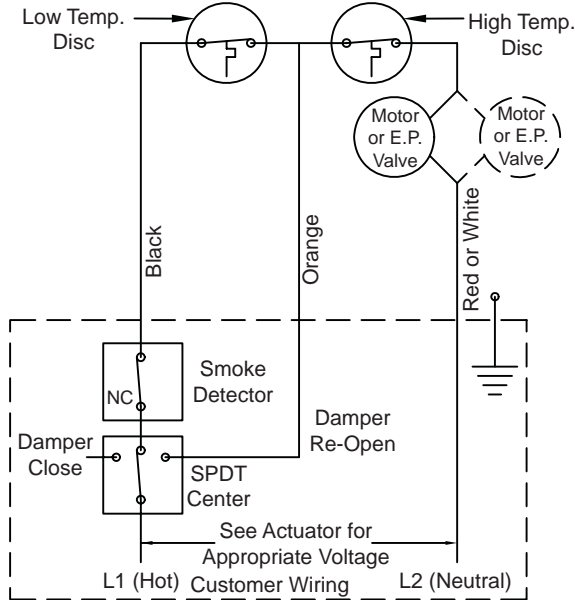 Low Temp.
Disc
High Temp.
Disc
Motor
or E.P.
Valve
Motor
or E.P.
Valve
Black
Orange
Red or White
NC
Smoke
Detector
Damper
Close
SPDT
Center
Damper
Re-Open
See Actuator for
Appropriate Voltage
L1 (Hot)
Customer Wiring
L2 (Neutral)